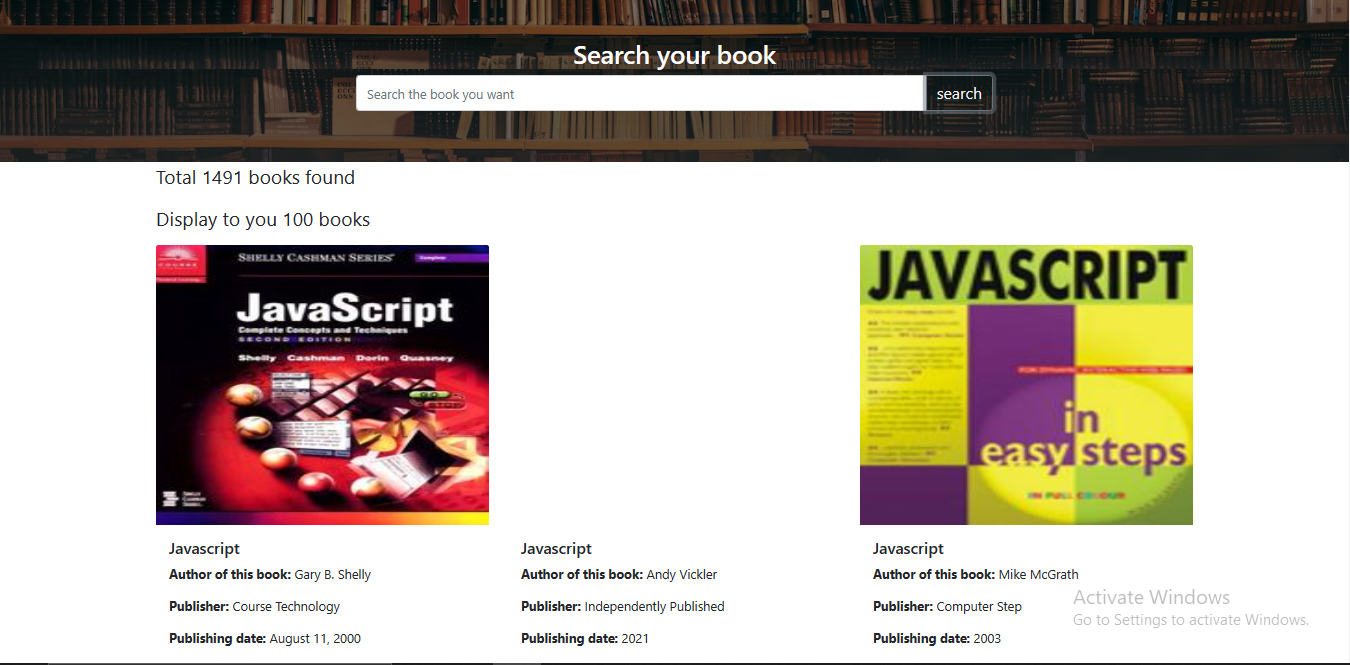 Search your book
Search the book you want
search
Total 1491 books found
Display to you 100 books
COURSE
SHELLY CASHMAN SERIES®
Complete
JavaScript
Complete Concepts and Techniques
SECOND EDITION
Shelly Cashman Dorin Quasney
JAVASCRIPT
in
easy steps
IN FULL COLOUR
Javascript
Author of this book: Gary B. Shelly
Publisher: Course Technology
Publishing date: August 11, 2000
Javascript
Author of this book: Andy Vickler
Publisher: Independently Published
Publishing date: 2021
Javascript
Author of this book: Mike McGrath
Publisher: Computer Step
Publishing date: 2003
Activate Windows
Go to Settings to activate Windows.